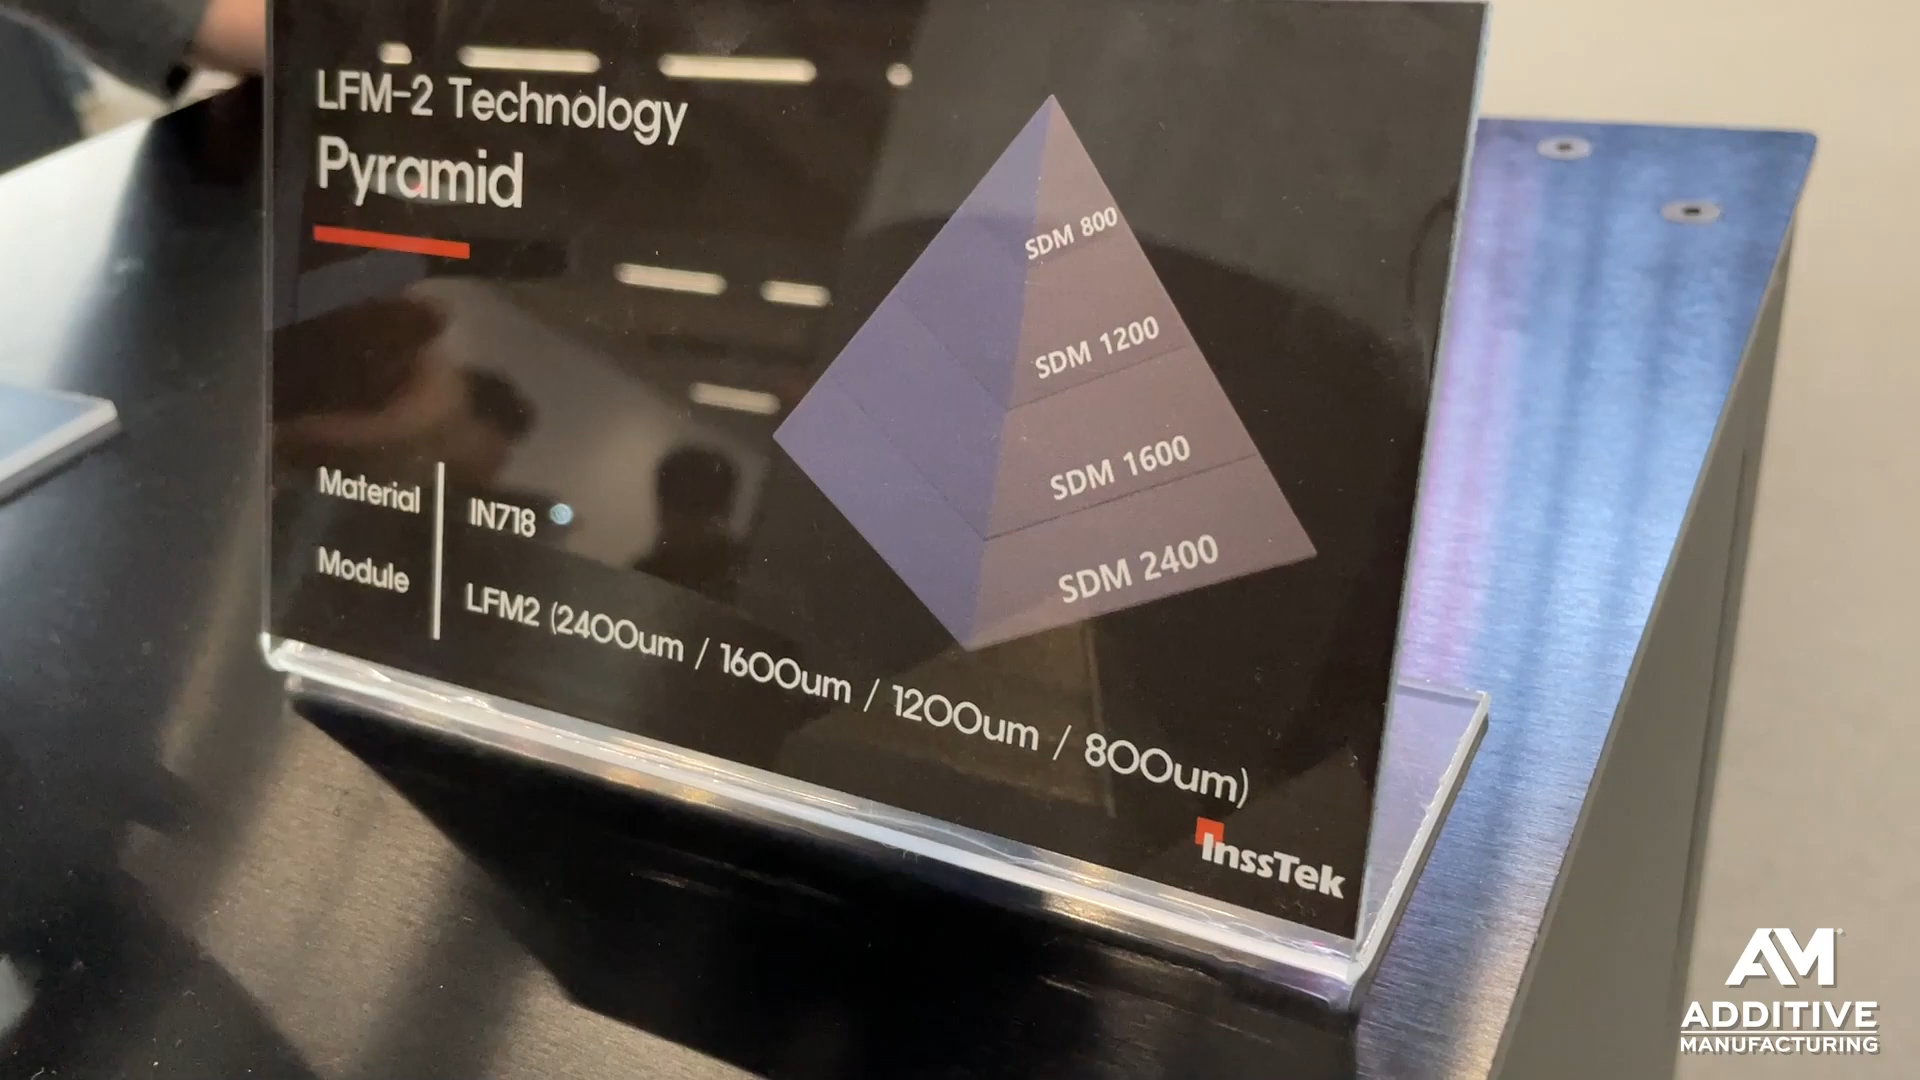 LFM-2 Technology
Pyramid
SDM 800
SDM 1200
SDM 1600
SDM 2400
Material IN718
Module LFM2 (2400um / 1600um / 1200um / 800um)
InssTek
AM
ADDITIVE
MANUFACTURING